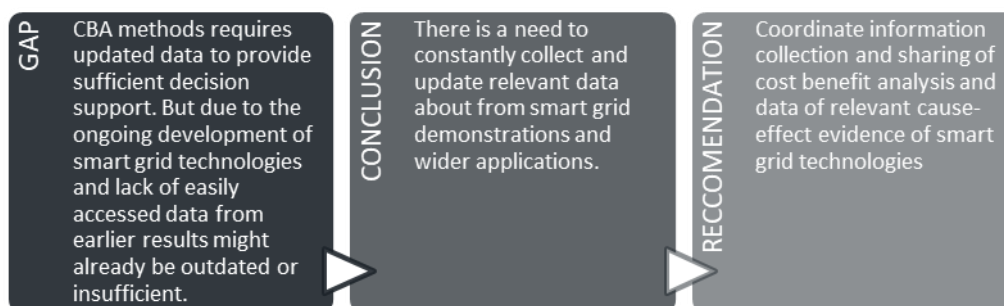 GAP
CBA methods requires
updated data to provide
sufficient decision
support. But due to the
ongoing development of
smart grid technologies
and lack of easily
accessed data from
earlier results might
already be outdated or
insufficient.
CONCLUSION
There is a need to
constantly collect and
update relevant data
about from smart grid
demonstrations and
wider applications.
RECCOMENDATION
Coordinate information
collection and sharing of
cost benefit analysis and
data of relevant cause-
effect evidence of smart
grid technologies